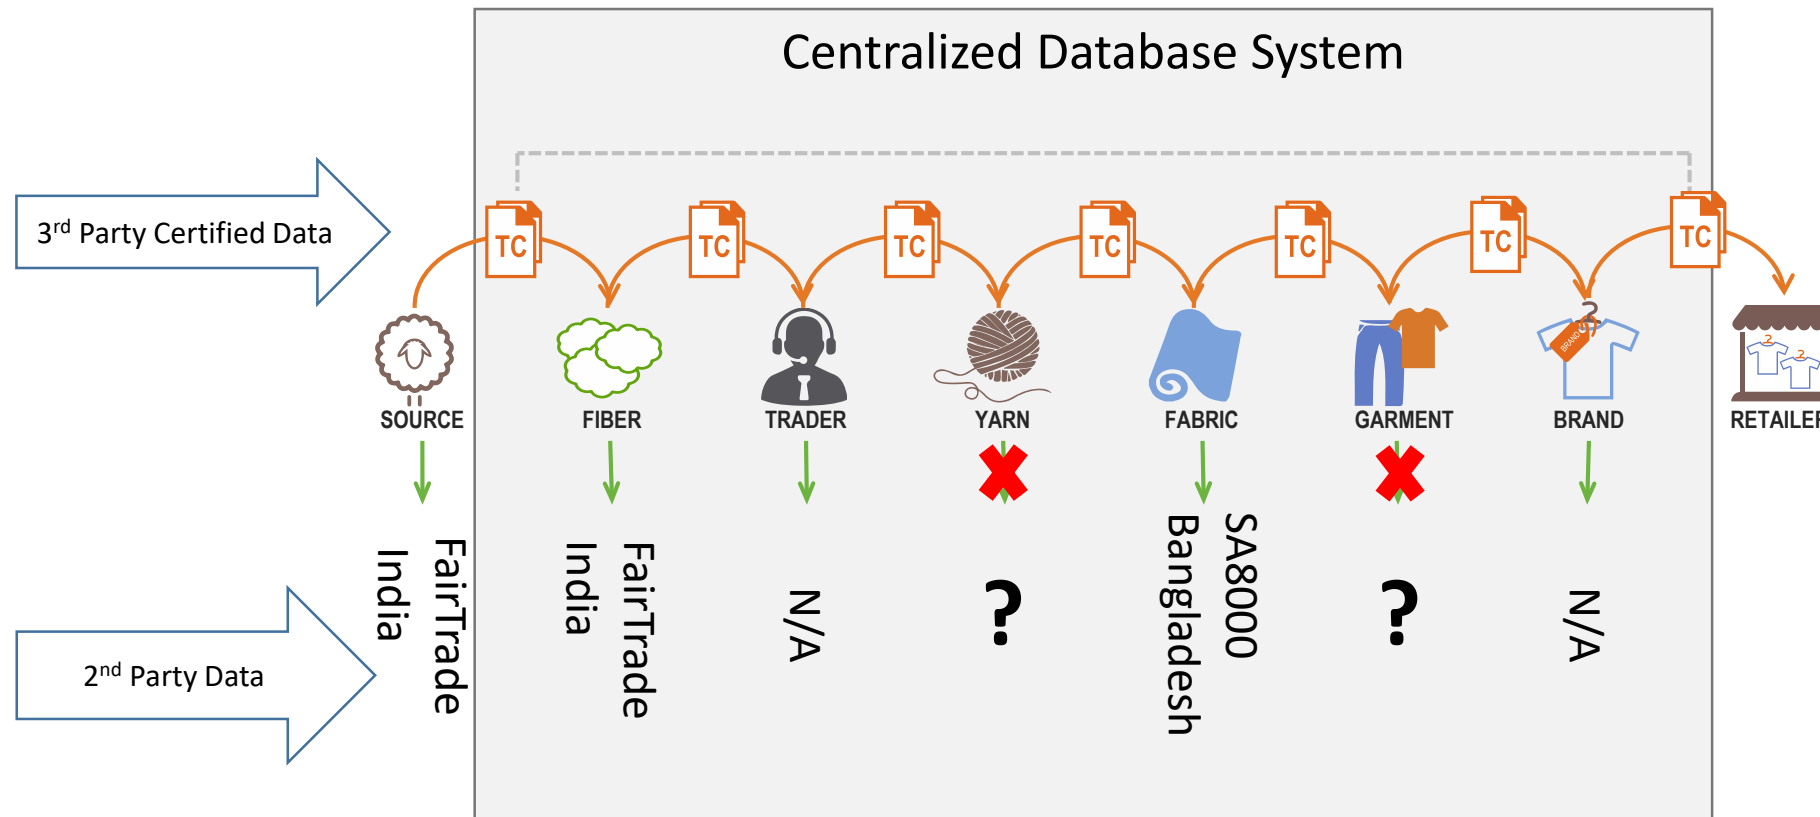 Centralized Database System
3rd Party Certified Data
TC
TC
TC
TC
TC
TC
TC
BRAND
SOURCE
FIBER
TRADER
YARN
FABRIC
GARMENT
BRAND
RETAILER
2nd Party Data
FairTrade
India
FairTrade
India
N/A
?
SA8000
Bangladesh
?
N/A